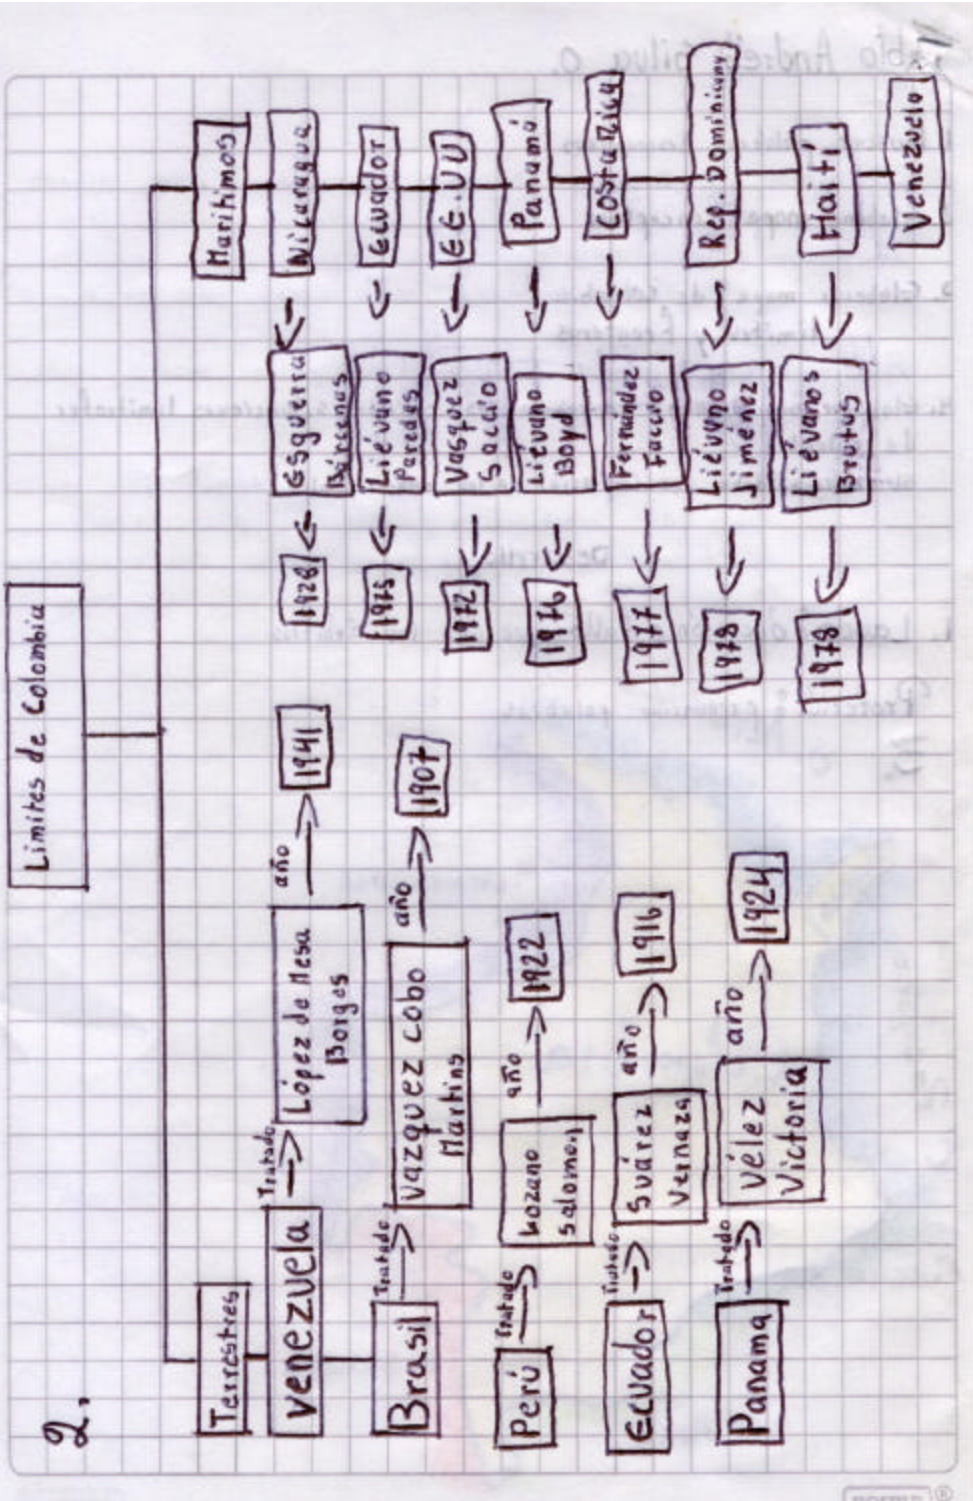 2.
Limites de Colombia
Terrestres
Venezuela
Tratado
López de Mesa
Borges
año
1941
Brasil
Tratado
Vazquez cobo
Martins
año
1907
Perú
Tratado
Lozano
Salomon
año
1922
Ecuador
Tratado
Suárez
Vernaza
año
1916
Panama
Tratado
Vélez
Victoria
año
1924
Maritimos
Nicaragua
Esguerra
Bárcenas
1928
Ecuador
Liévano
Paredes
1975
EE.UU
Vasquez
Saccio
1972
Panamá
Liévano
Boyd
1976
Costa Rica
Fernández
Faccio
1977
Rep. Dominicana
Liévano
Jiménez
1978
Haití
Liévanos
Brutus
1978
Venezuela